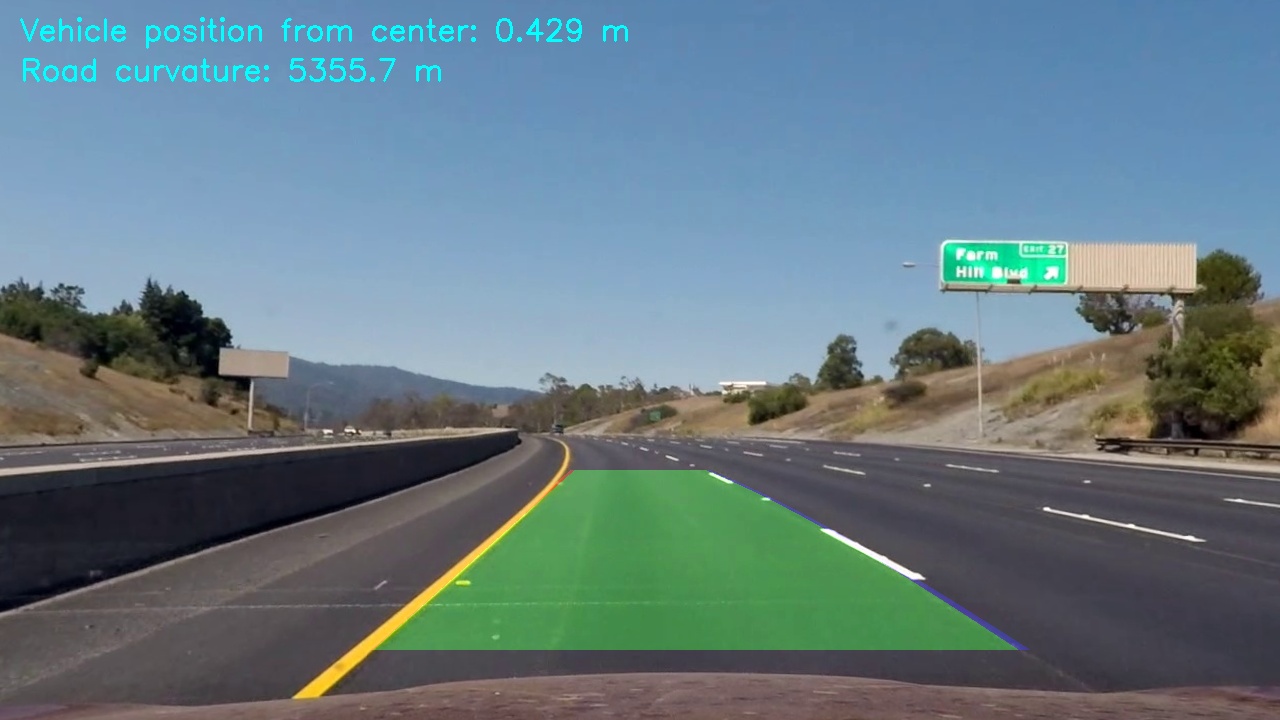 Vehicle position from center: 0.429 m
Road curvature: 5355.7 m
EXIT 27
Farm
Hill Blvd